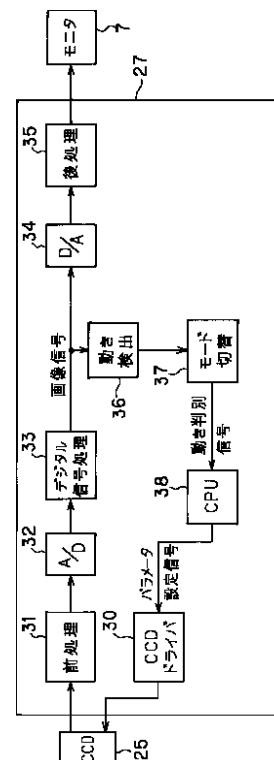 CCD
25
31
前処理
32
A/D
33
デジタル
信号処理
画像信号
34
D/A
35
後処理
モニタ
7
27
動き
検出
36
37
モード
切替
動き判別
信号
38
CPU
パラメータ
設定信号
30
CCD
ドライバ